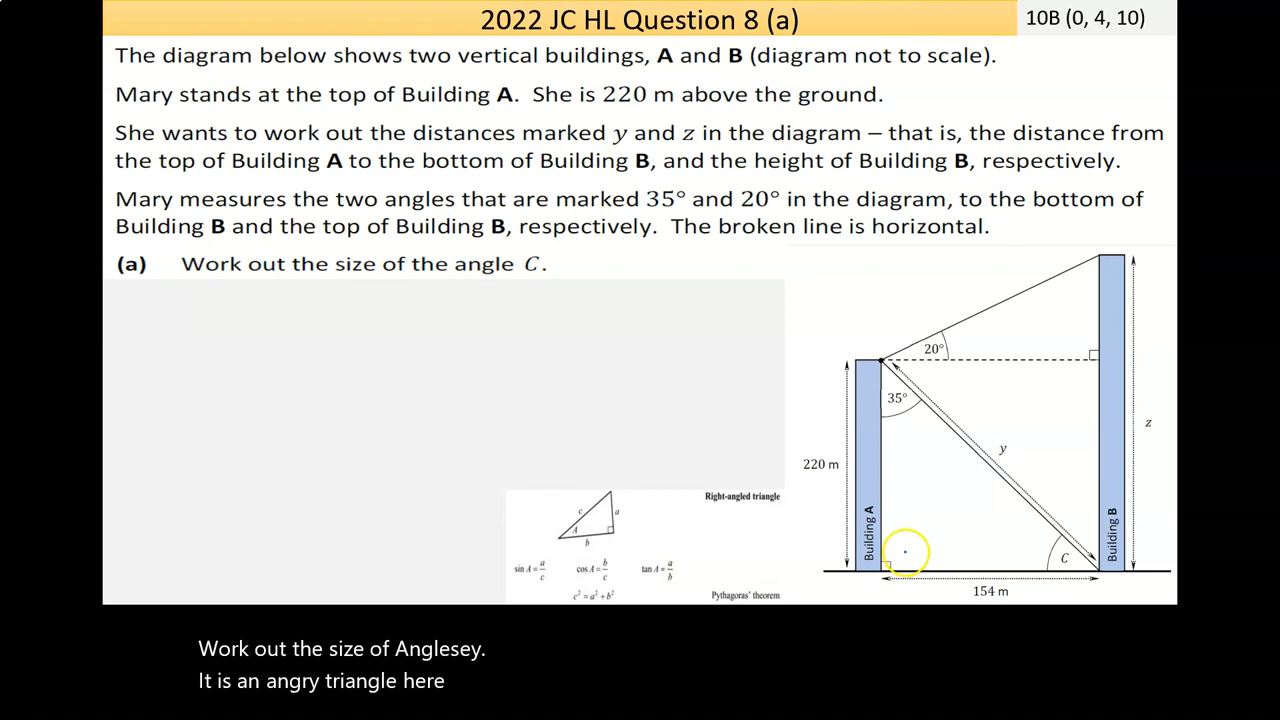 2022 JC HL Question 8 (a)
10B (0, 4, 10)
The diagram below shows two vertical buildings, A and B (diagram not to scale).
Mary stands at the top of Building A. She is 220 m above the ground.
She wants to work out the distances marked y and z in the diagram – that is, the distance from
the top of Building A to the bottom of Building B, and the height of Building B, respectively.
Mary measures the two angles that are marked 35° and 20° in the diagram, to the bottom of
Building B and the top of Building B, respectively. The broken line is horizontal.
(a) Work out the size of the angle C.
20°
35°
y
z
220 m
Building A
Building B
C
154 m
Right-angled triangle
c
a
A
b
sin A = a/c cos A = b/c tan A = a/b
c² = a² + b² Pythagoras' theorem
Work out the size of Anglesey.
It is an angry triangle here